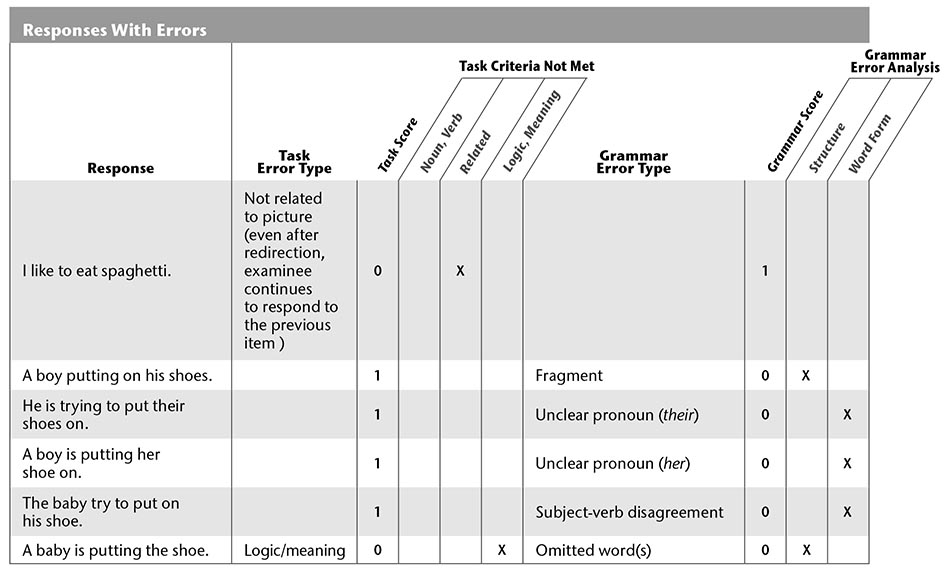 Responses With Errors
Response
Task
Error Type
Task Score
Task Criteria Not Met
Noun, Verb
Related
Logic, Meaning
Grammar
Error Type
Grammar Score
Grammar
Error Analysis
Structure
Word Form
I like to eat spaghetti.
Not related
to picture
(even after
redirection,
examinee
continues
to respond to
the previous
item )
0
X
1
A boy putting on his shoes.
1
Fragment
0
X
He is trying to put their
shoes on.
1
Unclear pronoun (their)
0
X
A boy is putting her
shoe on.
1
Unclear pronoun (her)
0
X
The baby try to put on
his shoe.
1
Subject-verb disagreement
0
X
A baby is putting the shoe.
Logic/meaning
0
X
Omitted word(s)
0
X